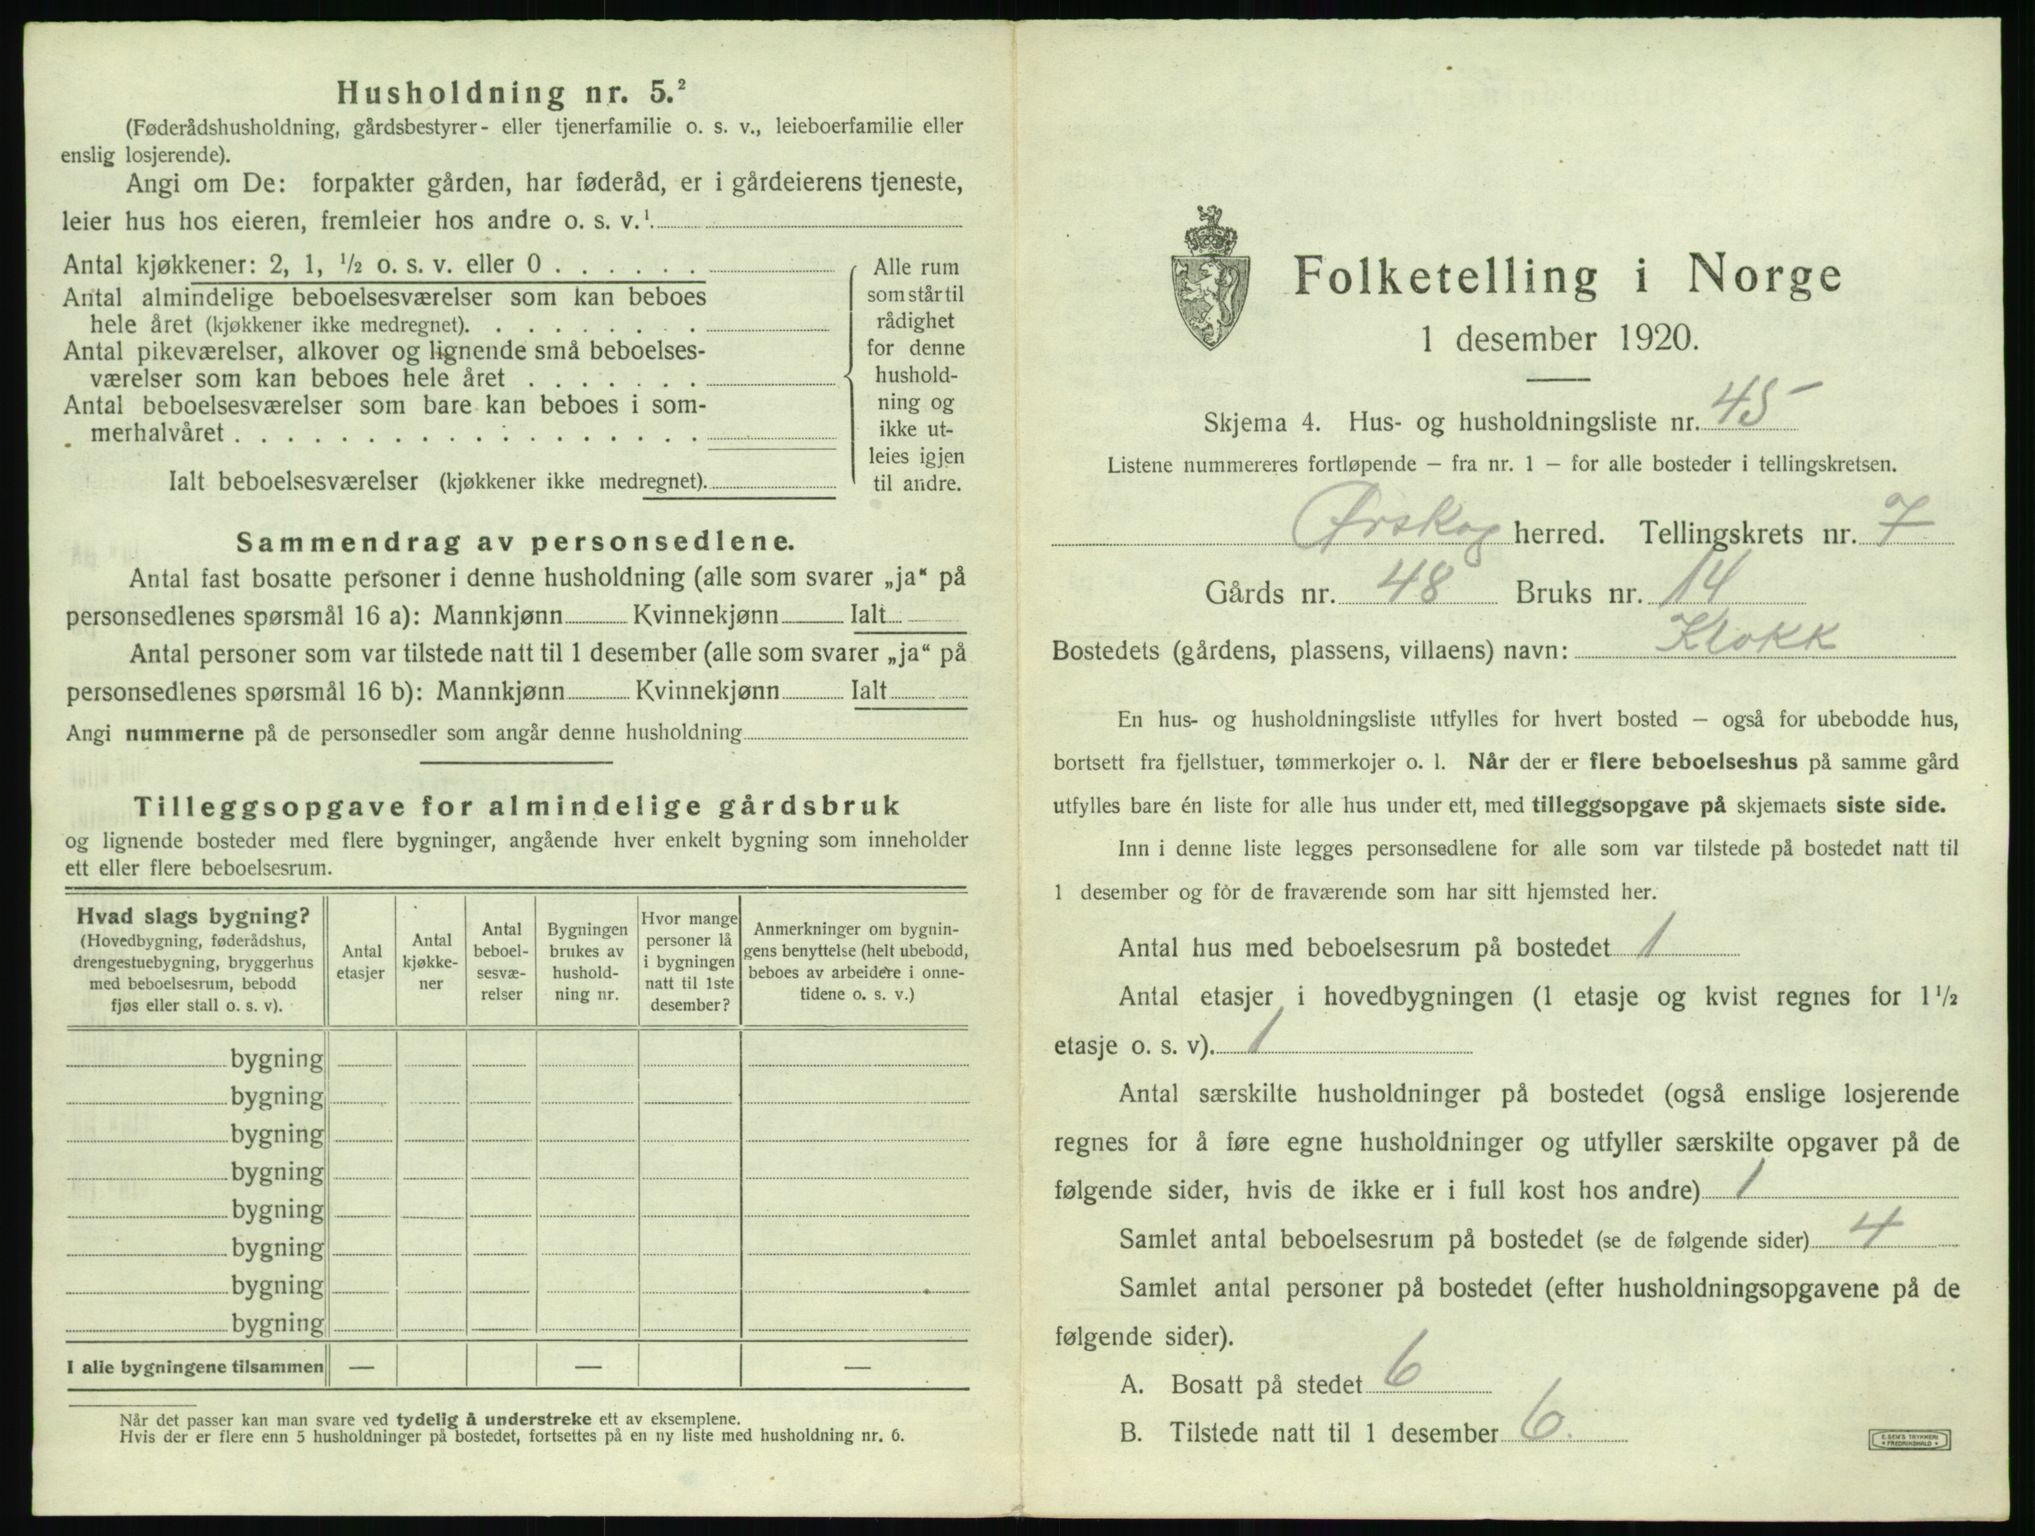 Husholdning nr. 5.²
(Føderådshusholdning, gårdsbestyrer- eller tjenerfamilie o. s. v., leieboerfamilie eller
enslig losjerende).
Angi om De: forpakter gården, har føderåd, er i gårdeierens tjeneste,
leier hus hos eieren, fremleier hos andre o. s. v.¹
Antal kjøkkener: 2, 1, ½ o. s. v. eller 0 . . . . . .
Antal almindelige beboelsesværelser som kan beboes
hele året (kjøkkener ikke medregnet). . . . . . . . .
Antal pikeværelser, alkover og lignende små beboelses-
værelser som kan beboes hele året . . . . . . .
Antal beboelsesværelser som bare kan beboes i som-
merhalvåret . . . . . . . . . . . . . . . . . .
Ialt beboelsesværelser (kjøkkener ikke medregnet).
Alle rum
som står til
rådighet
for denne
hushold-
ning og
ikke ut-
leies igjen
til andre.
Sammendrag av personsedlene.
Antal fast bosatte personer i denne husholdning (alle som svarer „ja“ på
personsedlenes spørsmål 16 a): Mannkjønn Kvinnekjønn Ialt
Antal personer som var tilstede natt til 1 desember (alle som svarer „ja“ på
personsedlenes spørsmål 16 b): Mannkjønn Kvinnekjønn Ialt
Angi nummerne på de personsedler som angår denne husholdning
Tilleggsopgave for almindelige gårdsbruk
og lignende bosteder med flere bygninger, angående hver enkelt bygning som inneholder
ett eller flere beboelsesrum.
Hvad slags bygning?
(Hovedbygning, føderådshus,
drengestuebygning, bryggerhus
med beboelsesrum, bebodd
fjøs eller stall o. s. v).
Antal
etasjer
Antal
kjøkke-
ner
Antal
beboel-
sesvæ-
relser
Bygningen
brukes av
hushold-
ning nr.
Hvor mange
personer lå
i bygningen
natt til 1ste
desember?
Anmerkninger om bygnin-
gens benyttelse (helt ubebodd,
beboes av arbeidere i onne-
tidene o. s. v.)
bygning
bygning
bygning
bygning
bygning
bygning
bygning
bygning
I alle bygningene tilsammen — — —
Når det passer kan man svare ved tydelig å understreke ett av eksemplene.
Hvis der er flere enn 5 husholdninger på bostedet, fortsettes på en ny liste med husholdning nr. 6.
Folketelling i Norge
1 desember 1920.
Skjema 4. Hus- og husholdningsliste nr. 45
Listene nummereres fortløpende – fra nr. 1 – for alle bosteder i tellingskretsen.
Ørskog herred. Tellingskrets nr. 7
Gårds nr. 48 Bruks nr. 14
Bostedets (gårdens, plassens, villaens) navn: Klokk
En hus- og husholdningsliste utfylles for hvert bosted – også for ubebodde hus,
bortsett fra fjellstuer, tømmerkojer o. l. Når der er flere beboelseshus på samme gård
utfylles bare én liste for alle hus under ett, med tilleggsopgave på skjemaets siste side.
Inn i denne liste legges personsedlene for alle som var tilstede på bostedet natt til
1 desember og for de fraværende som har sitt hjemsted her.
Antal hus med beboelsesrum på bostedet 1
Antal etasjer i hovedbygningen (1 etasje og kvist regnes for 1½
etasje o. s. v). 1
Antal særskilte husholdninger på bostedet (også enslige losjerende
regnes for å føre egne husholdninger og utfyller særskilte opgaver på de
følgende sider, hvis de ikke er i full kost hos andre) 1
Samlet antal beboelsesrum på bostedet (se de følgende sider) 4
Samlet antal personer på bostedet (efter husholdningsopgavene på de
følgende sider).
A. Bosatt på stedet 6
B. Tilstede natt til 1 desember 6
E. SEM'S TRYKKERI
FREDRIKSHALD